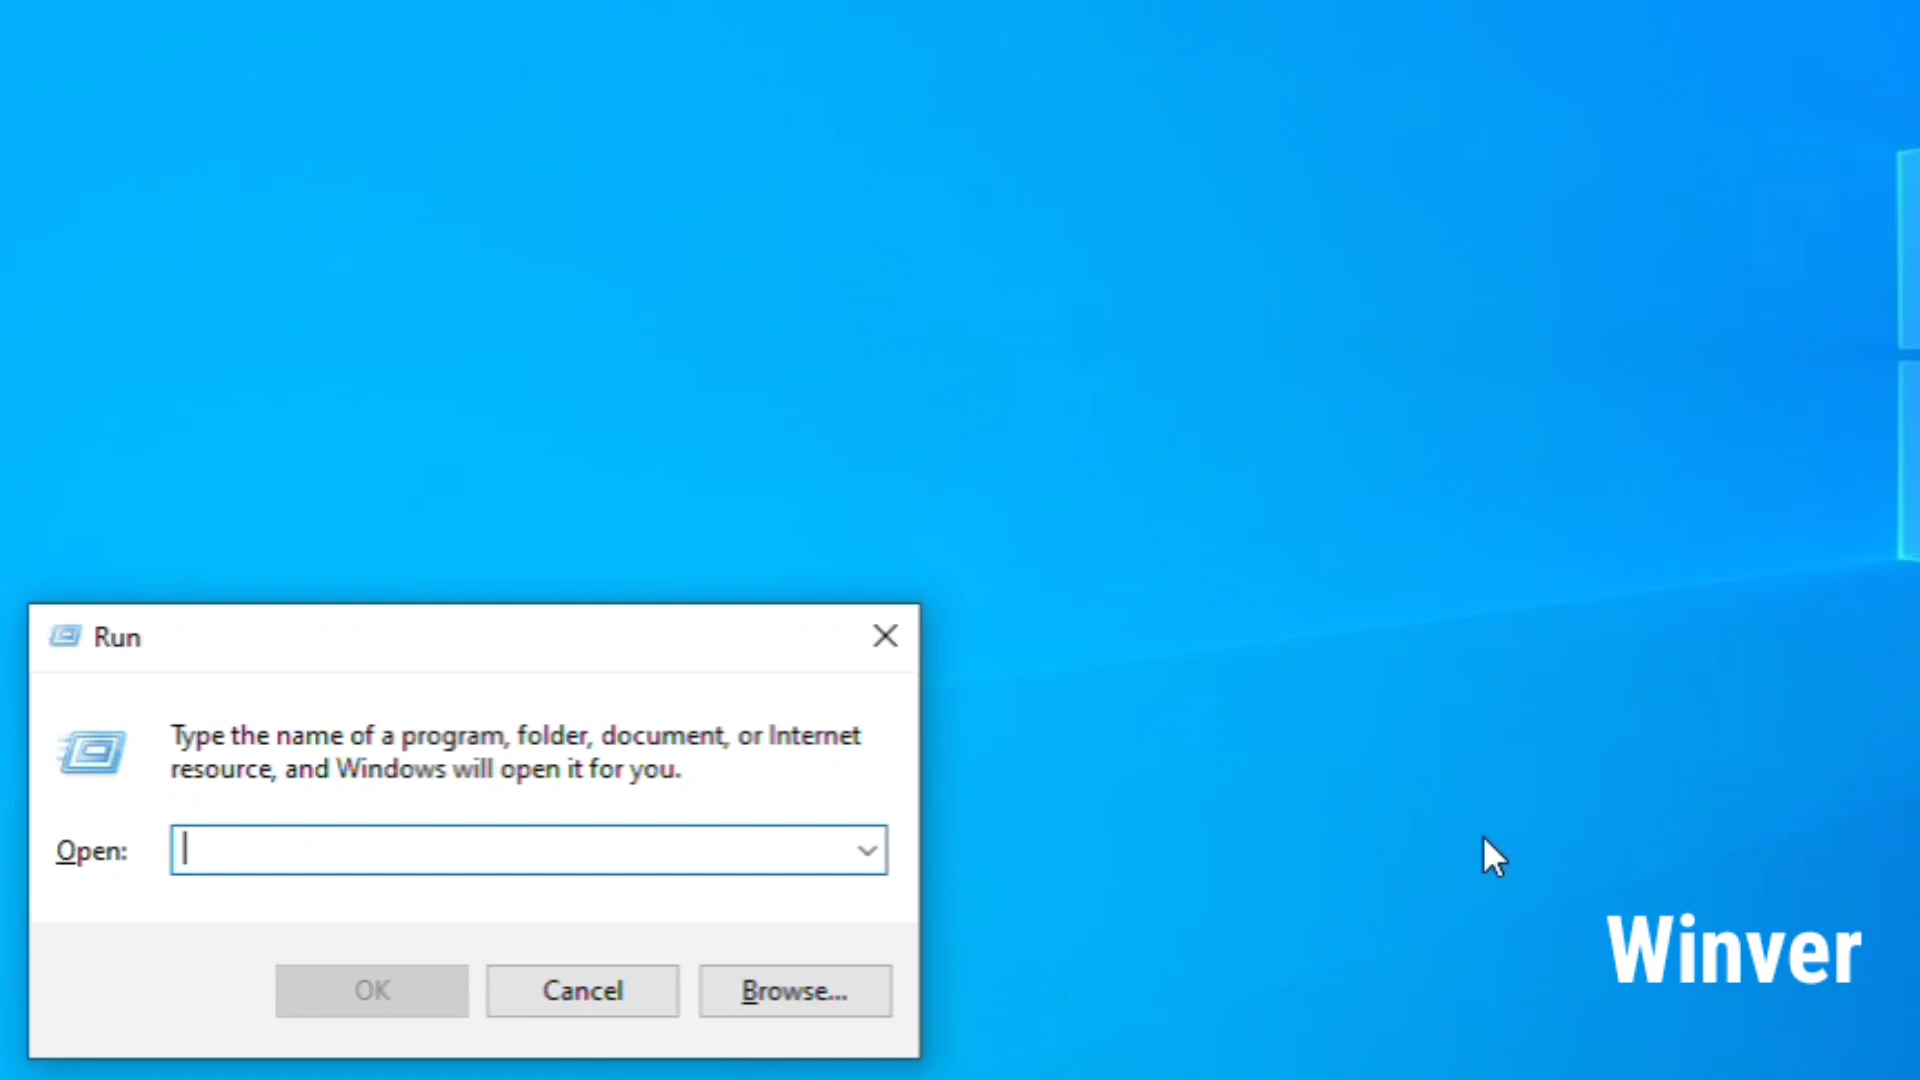 Run
Type the name of a program, folder, document, or Internet
resource, and Windows will open it for you.
Open:
OK
Cancel
Browse...
Winver